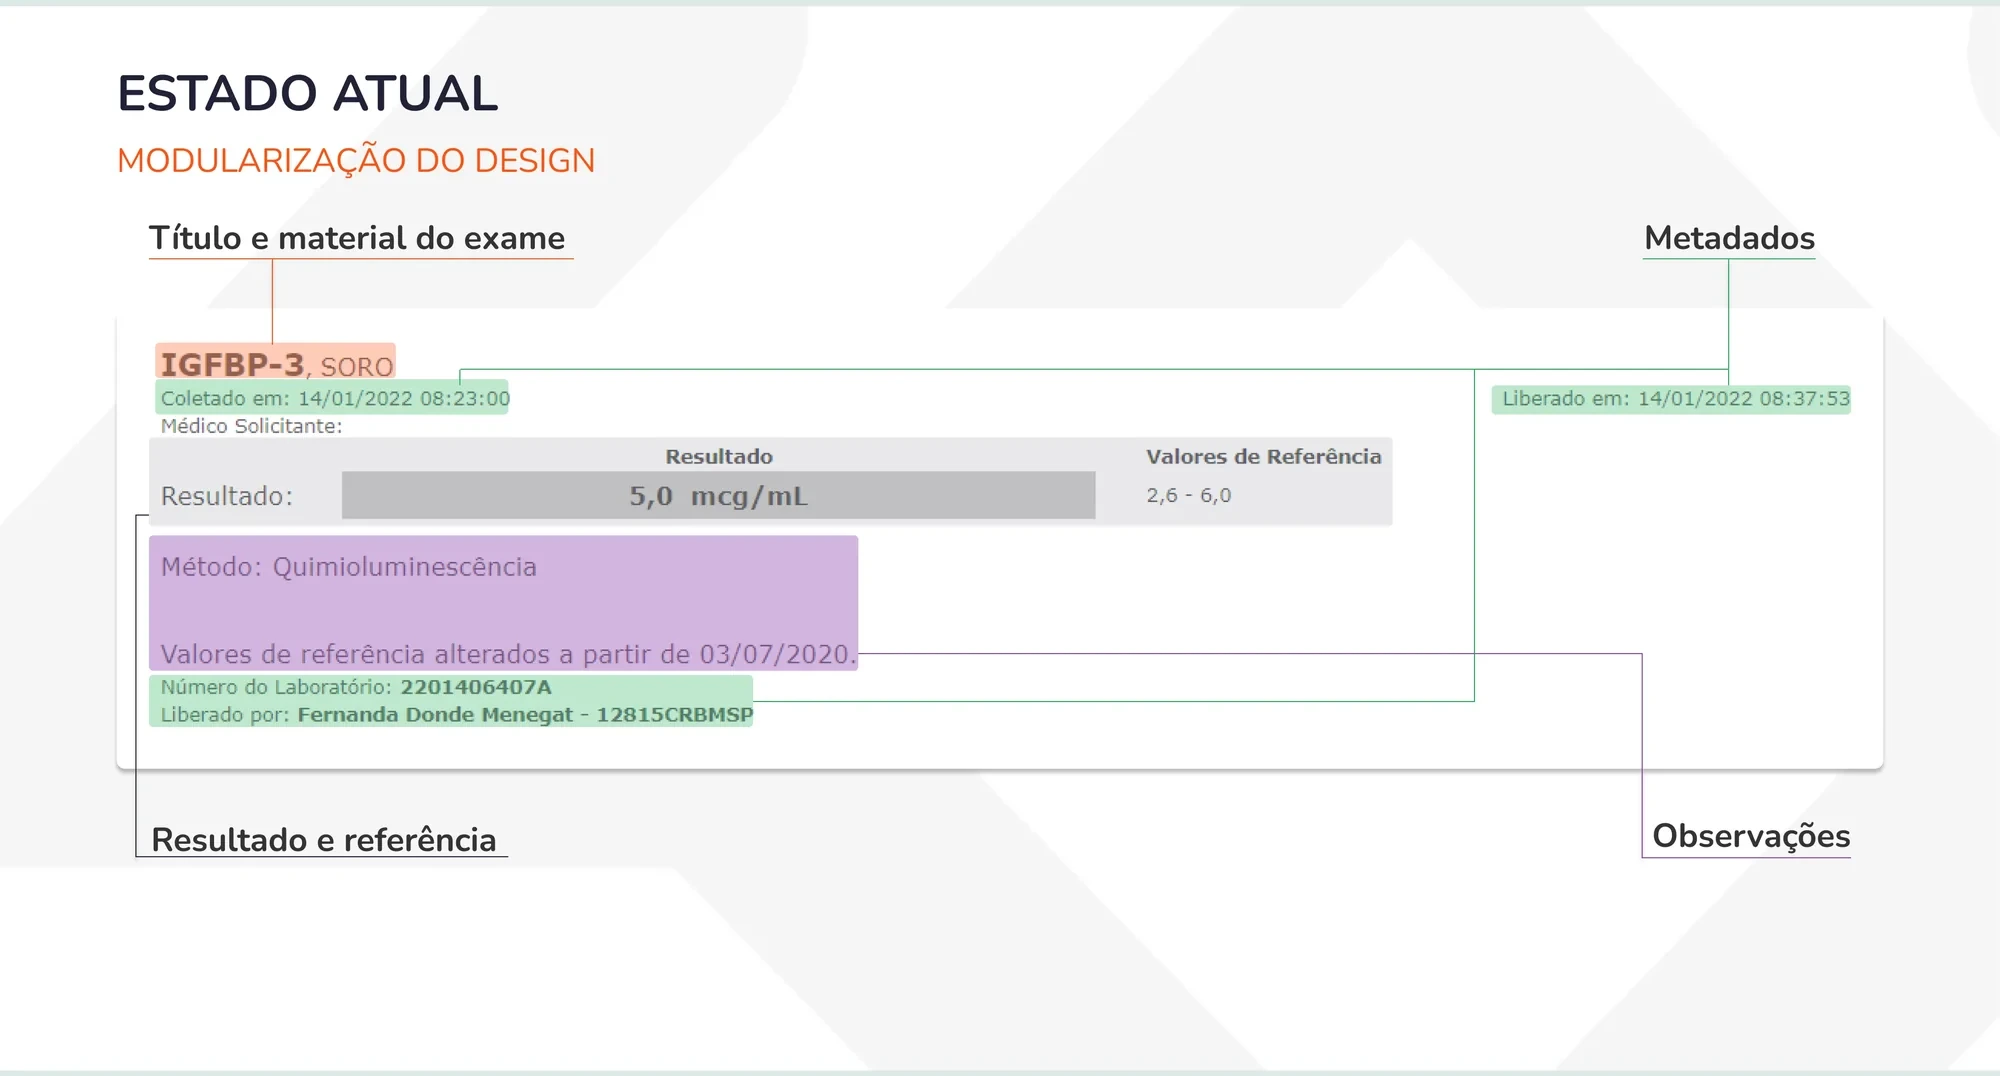 ESTADO ATUAL
MODULARIZAÇÃO DO DESIGN
Título e material do exame
Metadados
IGFBP-3, SORO
Coletado em: 14/01/2022 08:23:00
Liberado em: 14/01/2022 08:37:53
Médico Solicitante:
Resultado
Valores de Referência
Resultado:
5,0 mcg/mL
2,6 - 6,0
Método: Quimioluminescência
Valores de referência alterados a partir de 03/07/2020.
Número do Laboratório: 2201406407A
Liberado por: Fernanda Donde Menegat - 12815CRBMSP
Resultado e referência
Observações